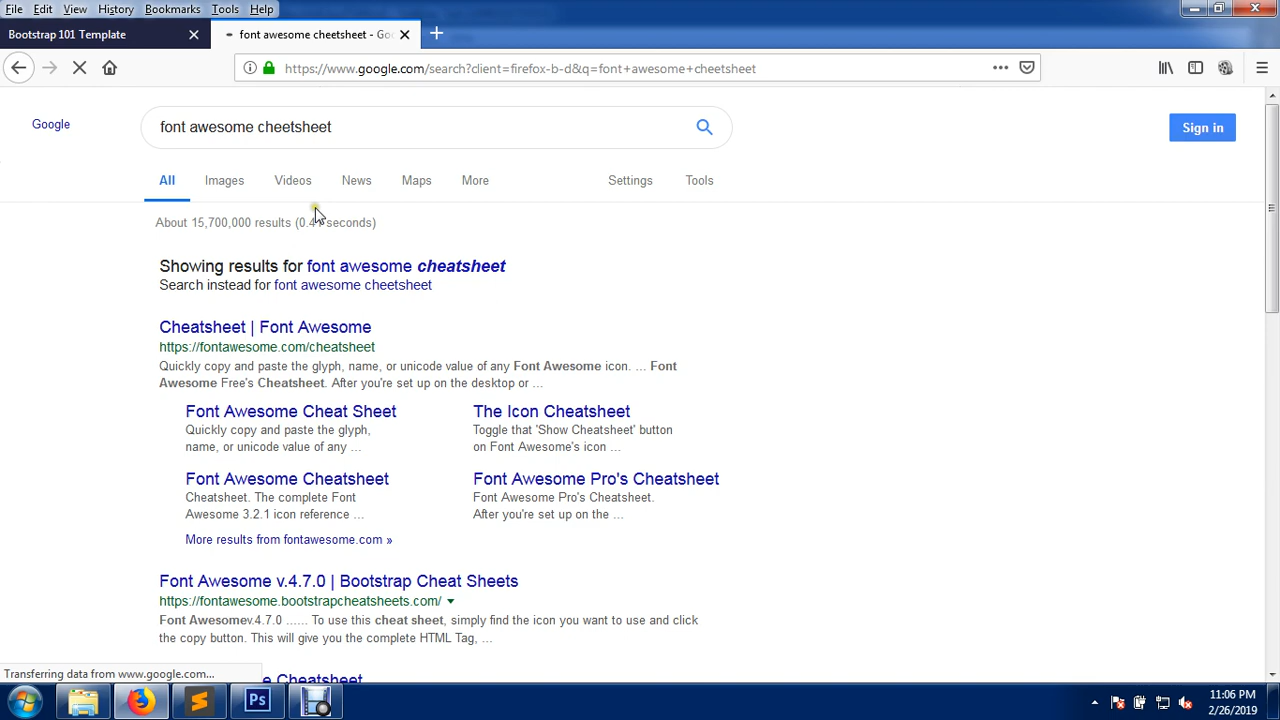 File Edit View History Bookmarks Tools Help
Bootstrap 101 Template
font awesome cheetsheet - Go
https://www.google.com/search?client=firefox-b-d&q=font+awesome+cheetsheet
Google
font awesome cheetsheet
Sign in
All Images Videos News Maps More Settings Tools
About 15,700,000 results (0.41 seconds)
Showing results for font awesome cheatsheet
Search instead for font awesome cheetsheet
Cheatsheet | Font Awesome
https://fontawesome.com/cheatsheet
Quickly copy and paste the glyph, name, or unicode value of any Font Awesome icon. ... Font
Awesome Free's Cheatsheet. After you're set up on the desktop or ...
Font Awesome Cheat Sheet
Quickly copy and paste the glyph,
name, or unicode value of any ...
The Icon Cheatsheet
Toggle that 'Show Cheatsheet' button
on Font Awesome's icon ...
Font Awesome Cheatsheet
Cheatsheet. The complete Font
Awesome 3.2.1 icon reference ...
Font Awesome Pro's Cheatsheet
Font Awesome Pro's Cheatsheet.
After you're set up on the ...
More results from fontawesome.com »
Font Awesome v.4.7.0 | Bootstrap Cheat Sheets
https://fontawesome.bootstrapcheatsheets.com/
Font Awesomev.4.7.0 ...... To use this cheat sheet, simply find the icon you want to use and click
the copy button. This will give you the complete HTML Tag, ...
Cheatsheet
Transferring data from www.google.com...
Ps
11:06 PM
2/26/2019